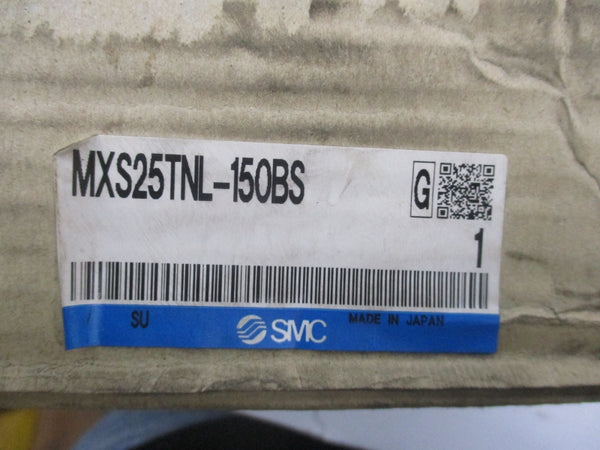 MXS25TNL-150BS
G
1
SU
SMC
MADE IN JAPAN